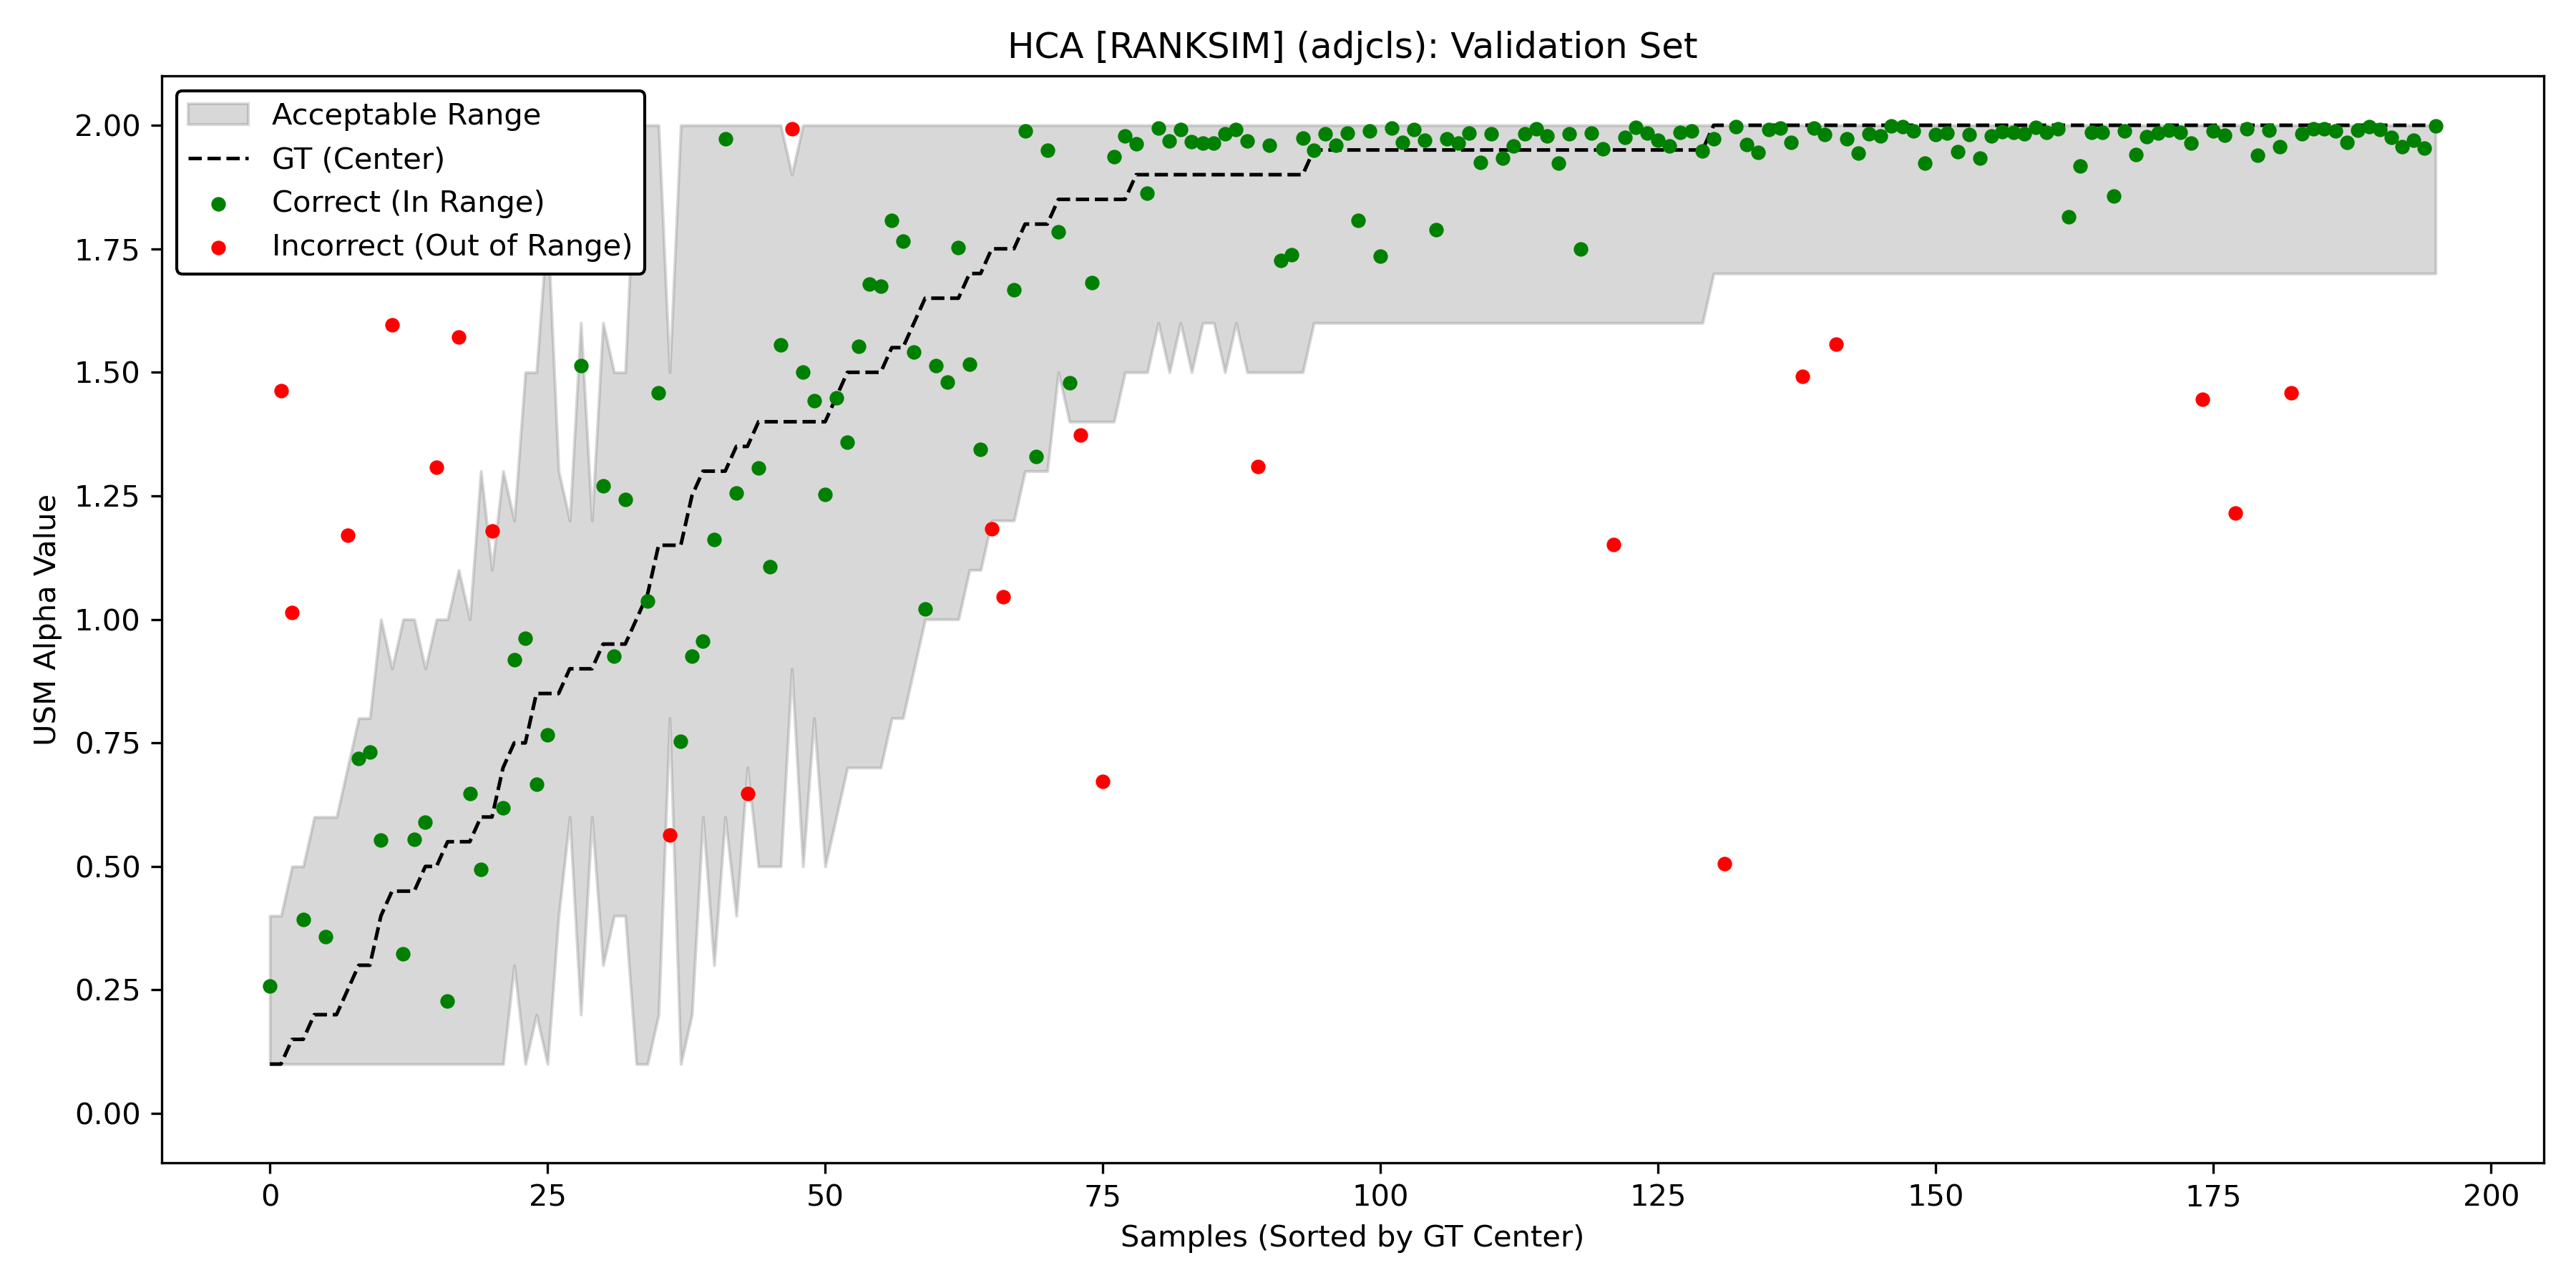 HCA [RANKSIM] (adjcls): Validation Set
Acceptable Range
GT (Center)
Correct (In Range)
Incorrect (Out of Range)
USM Alpha Value
2.00
1.75
1.50
1.25
1.00
0.75
0.50
0.25
0.00
0 25 50 75 100 125 150 175 200
Samples (Sorted by GT Center)